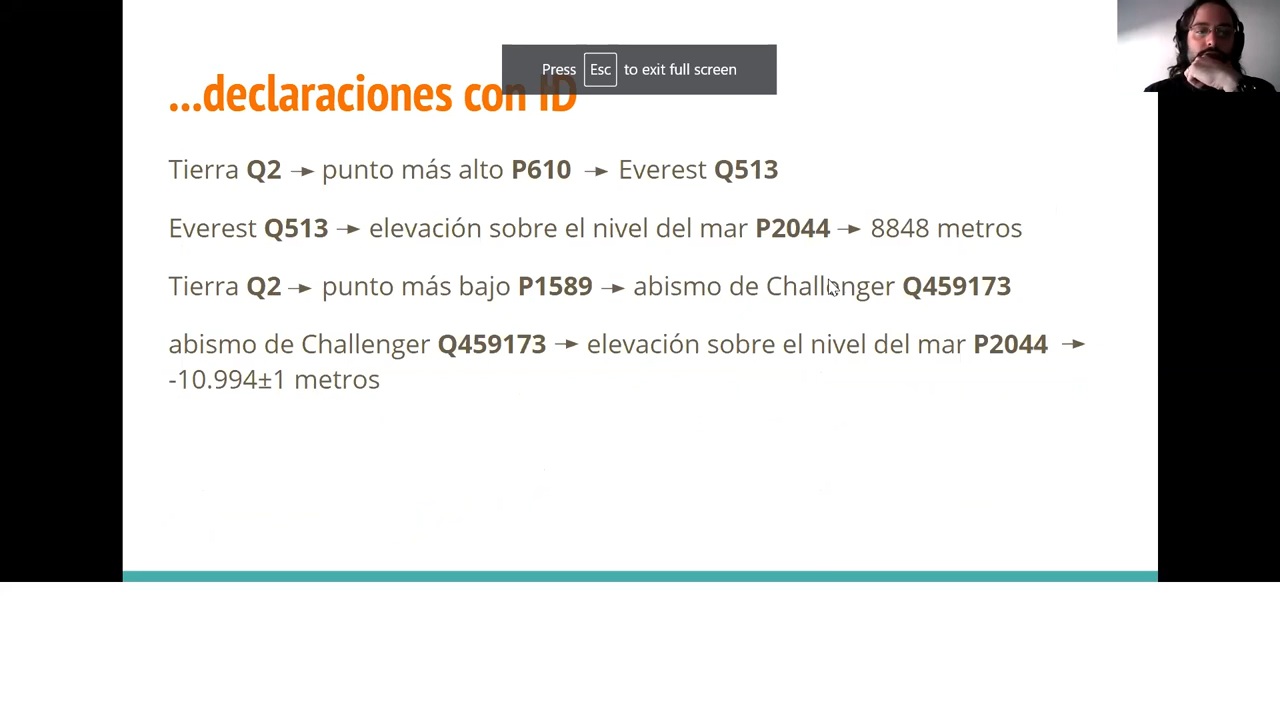 Press Esc to exit full screen
...declaraciones con ID
Tierra Q2 → punto más alto P610 → Everest Q513
Everest Q513 → elevación sobre el nivel del mar P2044 → 8848 metros
Tierra Q2 → punto más bajo P1589 → abismo de Challenger Q459173
abismo de Challenger Q459173 → elevación sobre el nivel del mar P2044 →
-10.994±1 metros